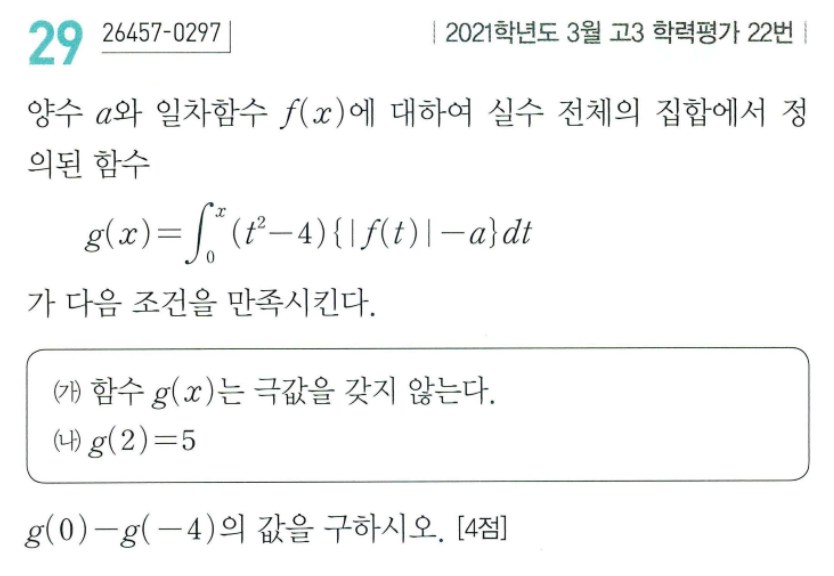 29 26457-0297 | 2021학년도 3월 고3 학력평가 22번 |
양수 a와 일차함수 f(x)에 대하여 실수 전체의 집합에서 정
의된 함수
g(x)=∫₀ˣ(t²-4){|f(t)|-a}dt
가 다음 조건을 만족시킨다.
㈎ 함수 g(x)는 극값을 갖지 않는다.
㈏ g(2)=5
g(0)-g(-4)의 값을 구하시오. [4점]